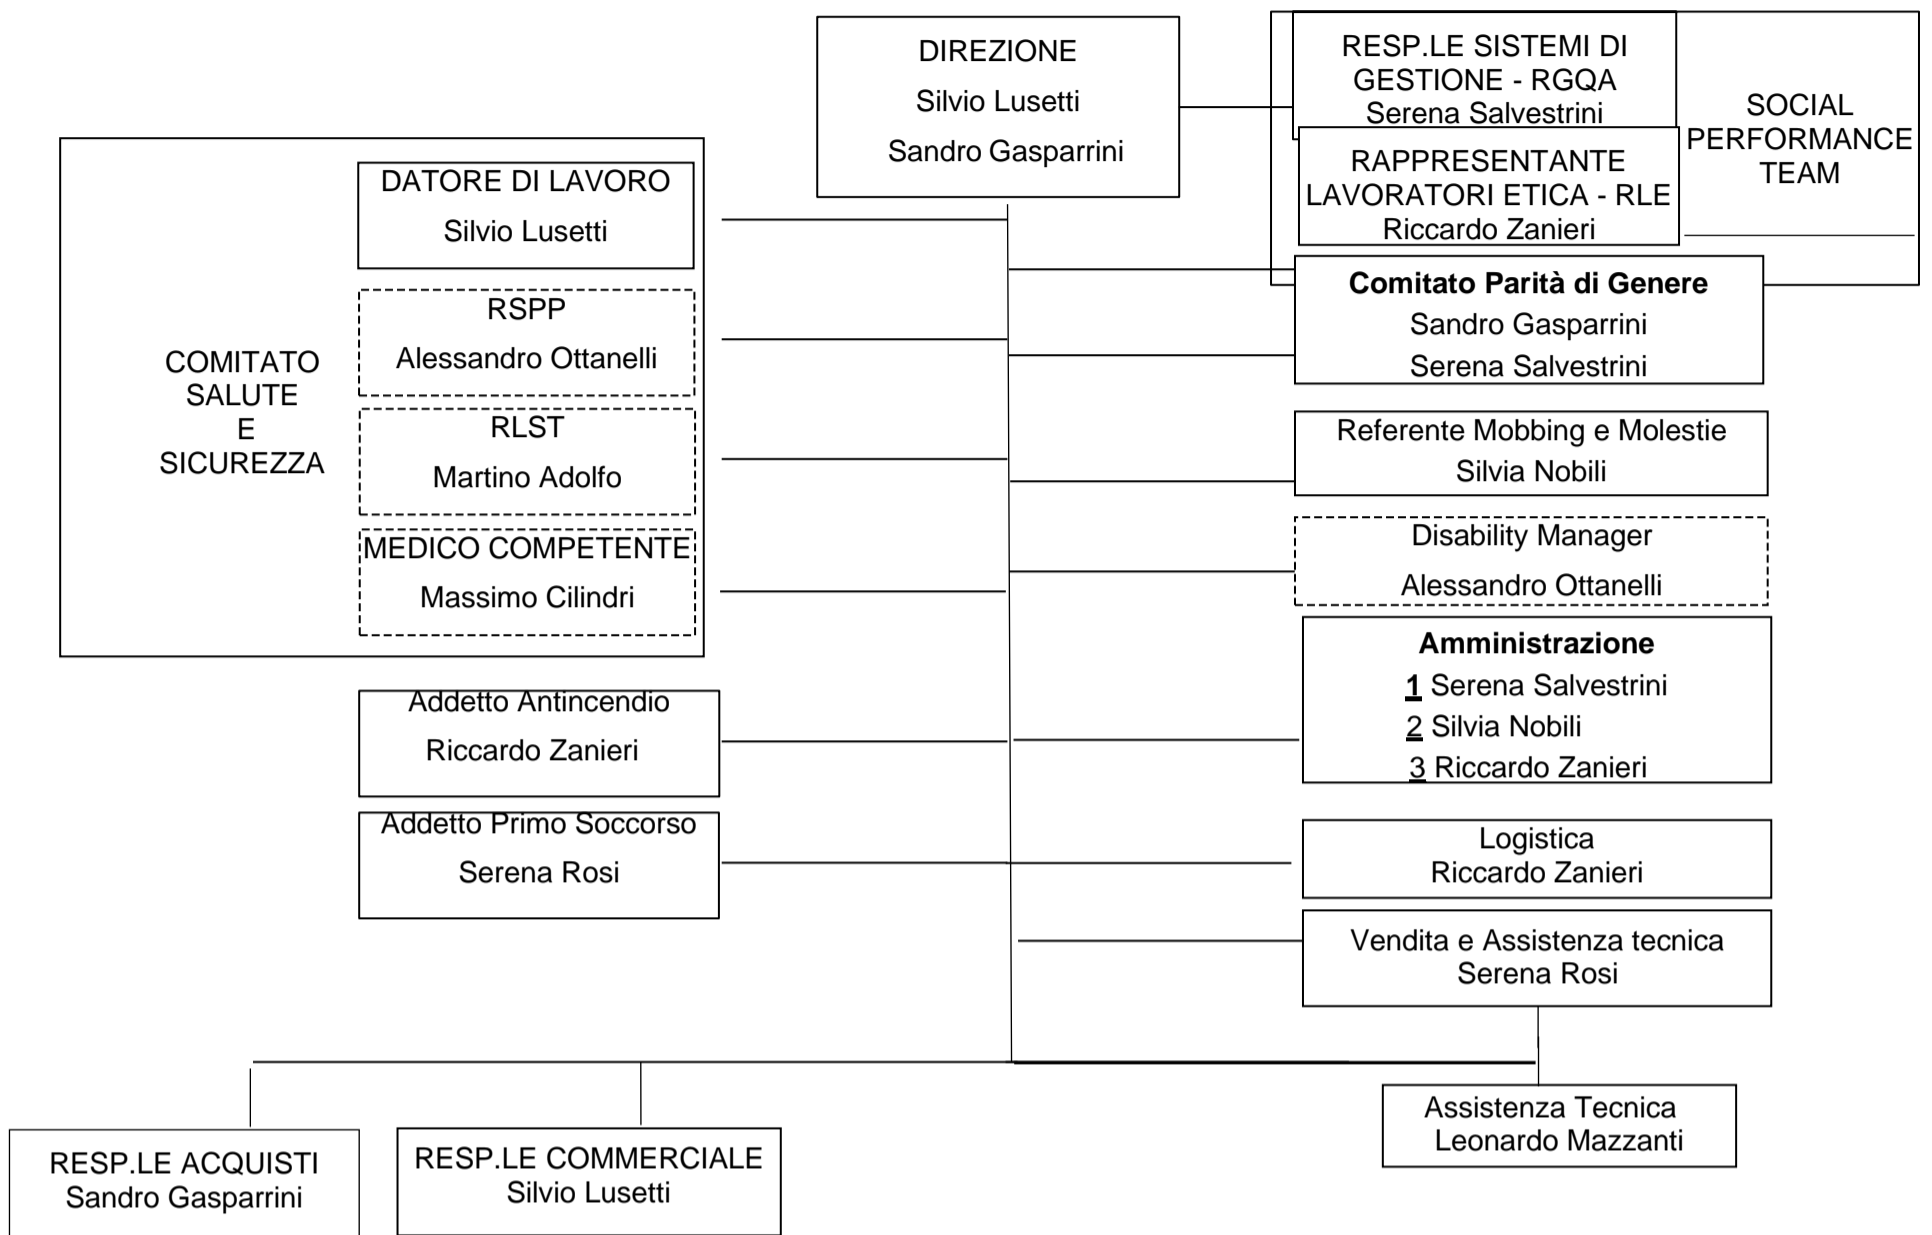 DIREZIONE
Silvio Lusetti
Sandro Gasparrini
RESP.LE SISTEMI DI
GESTIONE - RGQA
Serena Salvestrini
RAPPRESENTANTE
LAVORATORI ETICA - RLE
Riccardo Zanieri
SOCIAL
PERFORMANCE
TEAM
COMITATO
SALUTE
E
SICUREZZA
DATORE DI LAVORO
Silvio Lusetti
RSPP
Alessandro Ottanelli
RLST
Martino Adolfo
MEDICO COMPETENTE
Massimo Cilindri
Comitato Parità di Genere
Sandro Gasparrini
Serena Salvestrini
Referente Mobbing e Molestie
Silvia Nobili
Disability Manager
Alessandro Ottanelli
Amministrazione
1 Serena Salvestrini
2 Silvia Nobili
3 Riccardo Zanieri
Addetto Antincendio
Riccardo Zanieri
Addetto Primo Soccorso
Serena Rosi
Logistica
Riccardo Zanieri
Vendita e Assistenza tecnica
Serena Rosi
Assistenza Tecnica
Leonardo Mazzanti
RESP.LE ACQUISTI
Sandro Gasparrini
RESP.LE COMMERCIALE
Silvio Lusetti